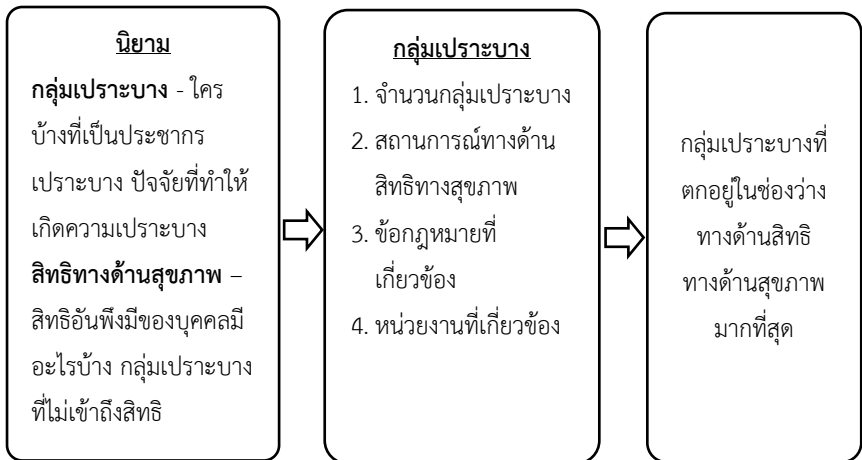 นิยาม
กลุ่มเปราะบาง - ใคร
บ้างที่เป็นประชากร
เปราะบาง ปัจจัยที่ทำให้
เกิดความเปราะบาง
สิทธิทางด้านสุขภาพ –
สิทธิอันพึงมีของบุคคลมี
อะไรบ้าง กลุ่มเปราะบาง
ที่ไม่เข้าถึงสิทธิ
กลุ่มเปราะบาง
1. จำนวนกลุ่มเปราะบาง
2. สถานการณ์ทางด้าน
สิทธิทางสุขภาพ
3. ข้อกฎหมายที่
เกี่ยวข้อง
4. หน่วยงานที่เกี่ยวข้อง
กลุ่มเปราะบางที่
ตกอยู่ในช่องว่าง
ทางด้านสิทธิ
ทางด้านสุขภาพ
มากที่สุด